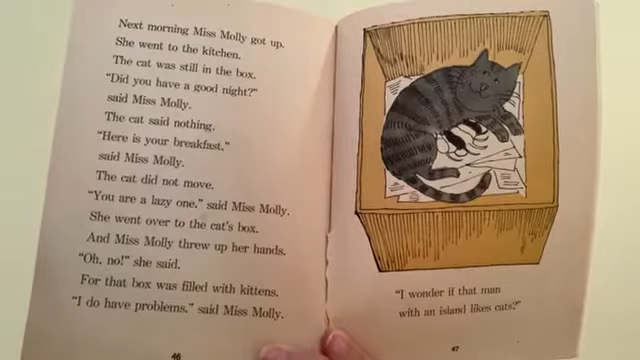 Next morning Miss Molly got up.
She went to the kitchen.
The cat was still in the box.
"Did you have a good night?"
said Miss Molly.
The cat said nothing.
"Here is your breakfast,"
said Miss Molly.
The cat did not move.
"You are a lazy one," said Miss Molly.
She went over to the cat's box.
And Miss Molly threw up her hands.
"Oh, no!" she said.
For that box was filled with kittens.
"I do have problems," said Miss Molly.
46
"I wonder if that man
with an island likes cats?"
47